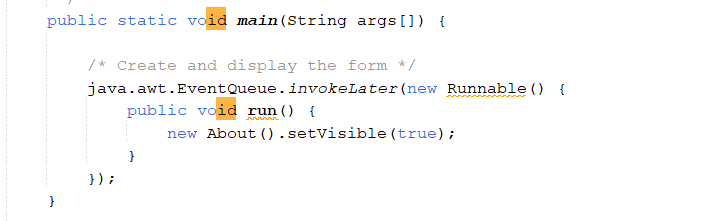 public static void main(String args[]) {
/* Create and display the form */
java.awt.EventQueue.invokeLater(new Runnable() {
public void run() {
new About().setVisible(true);
}
});
}